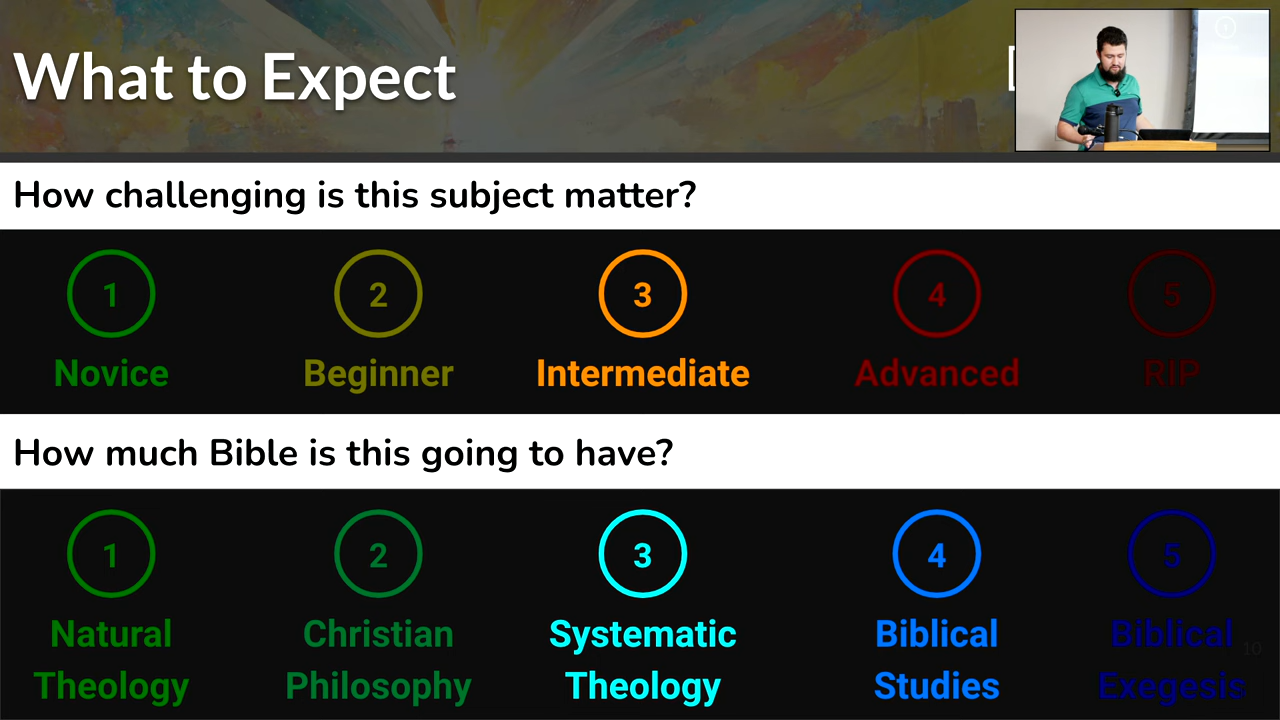 What to Expect
How challenging is this subject matter?
1 2 3 4 5
Novice Beginner Intermediate Advanced RIP
How much Bible is this going to have?
1 2 3 4 5
Natural Christian Systematic Biblical Biblical
Theology Philosophy Theology Studies Exegesis
10